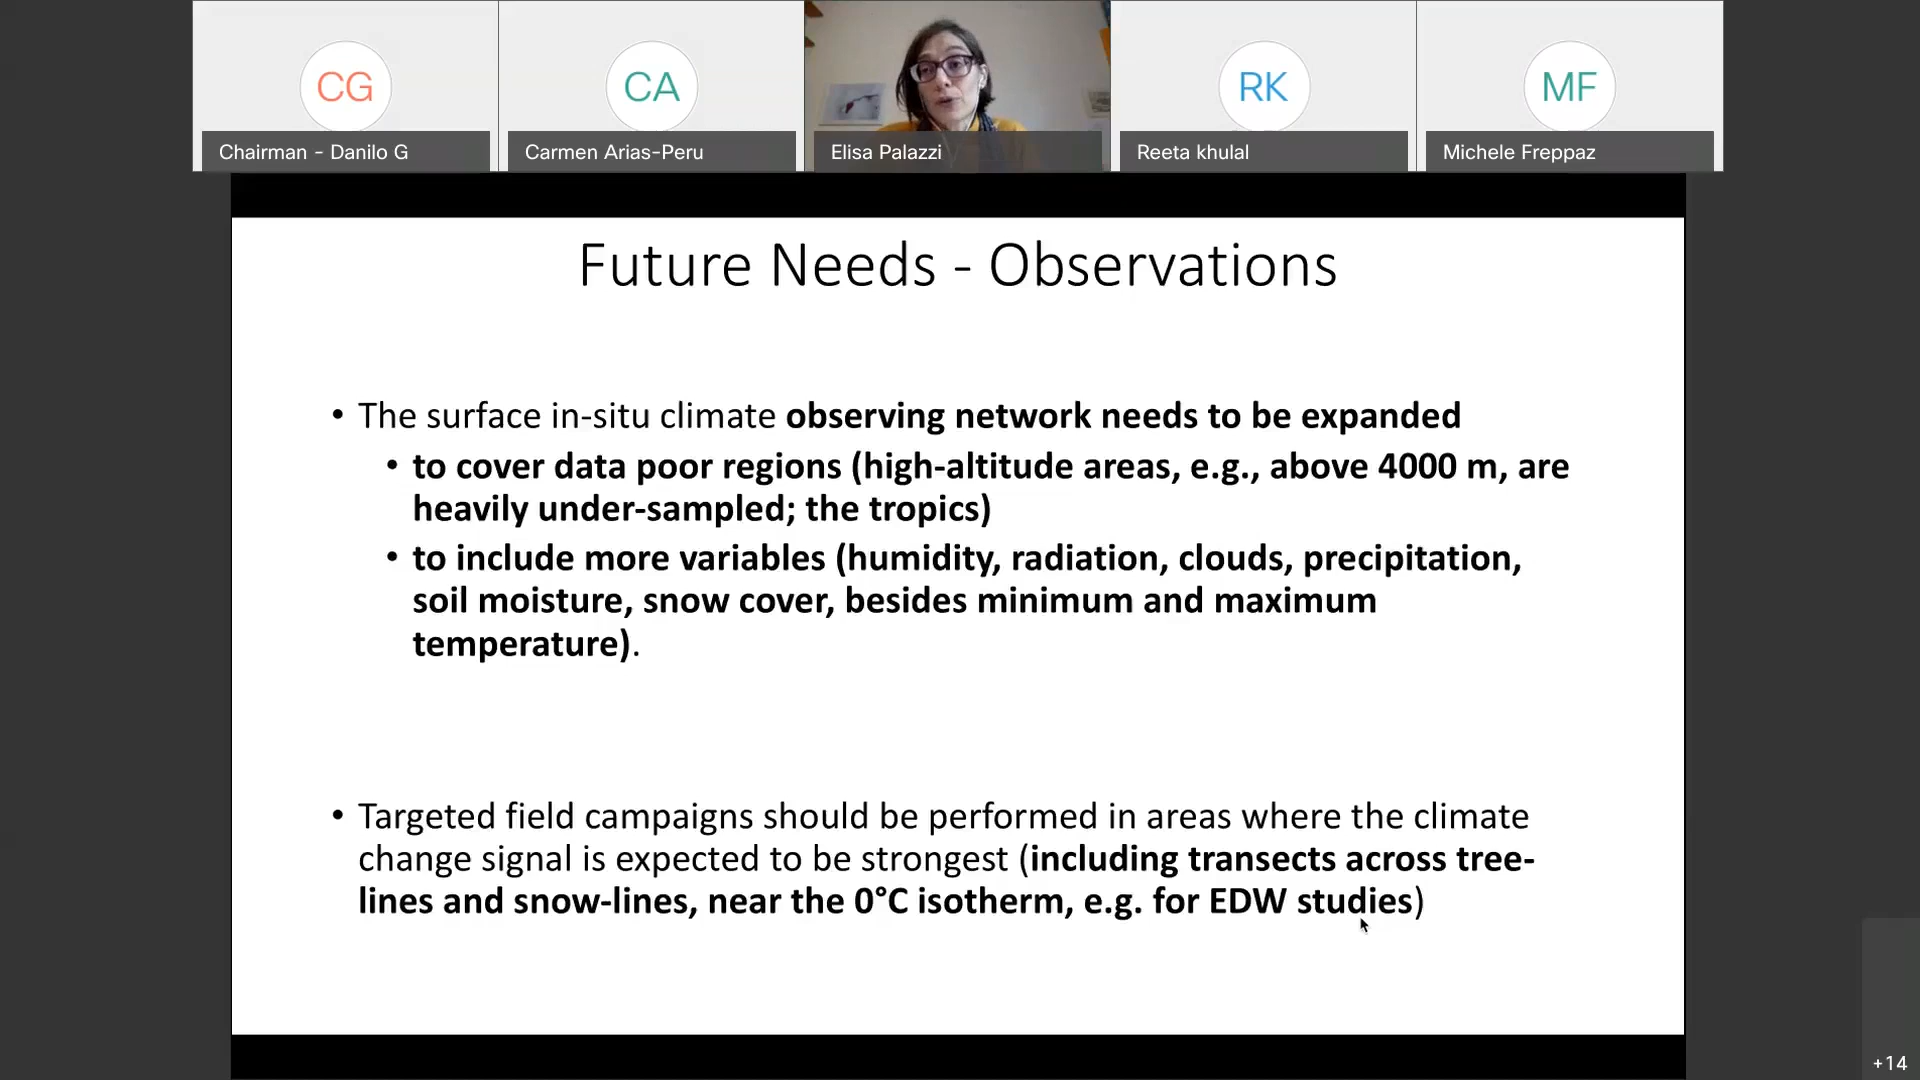 CG
CA
RK
MF
Chairman - Danilo G
Carmen Arias-Peru
Elisa Palazzi
Reeta khulal
Michele Freppaz
Future Needs - Observations
• The surface in-situ climate observing network needs to be expanded
• to cover data poor regions (high-altitude areas, e.g., above 4000 m, are
heavily under-sampled; the tropics)
• to include more variables (humidity, radiation, clouds, precipitation,
soil moisture, snow cover, besides minimum and maximum
temperature).
• Targeted field campaigns should be performed in areas where the climate
change signal is expected to be strongest (including transects across tree-
lines and snow-lines, near the 0°C isotherm, e.g. for EDW studies)
+14